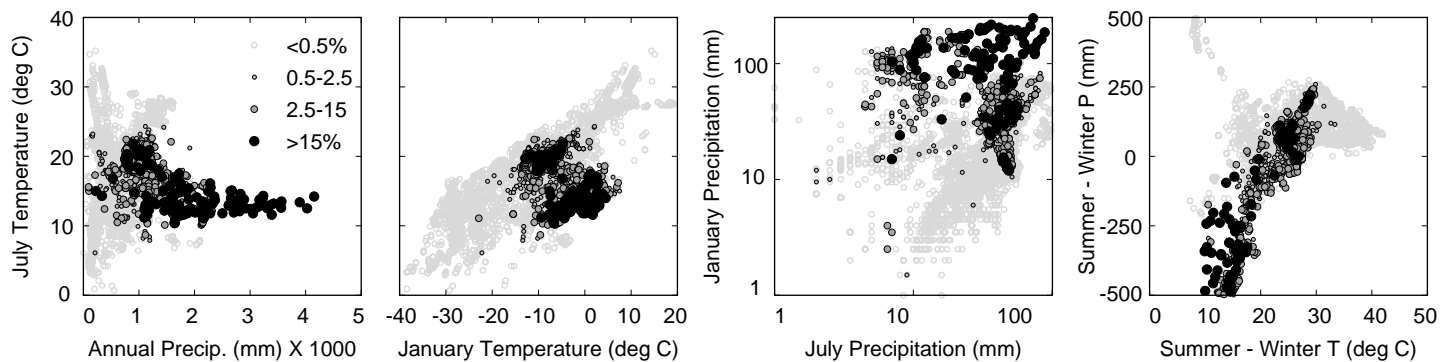 40
30
20
10
0
July Temperature (deg C)
<0.5%
0.5-2.5
2.5-15
>15%
0 1 2 3 4 5
Annual Precip. (mm) X 1000
-40 -30 -20 -10 0 10 20
January Temperature (deg C)
100
10
1
January Precipitation (mm)
1 10 100
July Precipitation (mm)
500
250
0
-250
-500
Summer - Winter P (mm)
0 10 20 30 40 50
Summer - Winter T (deg C)